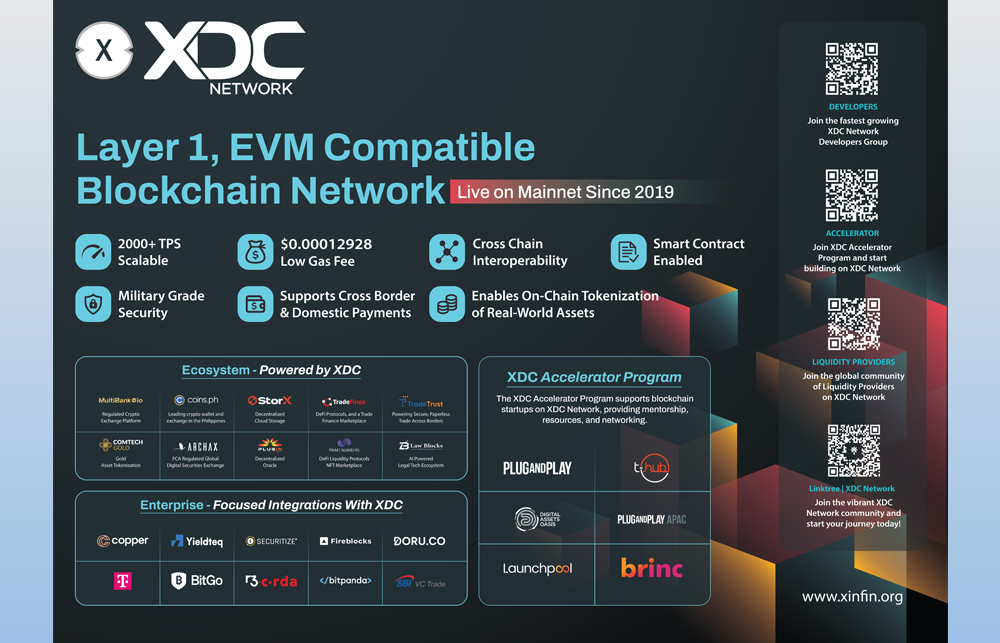 X XDC
NETWORK
Layer 1, EVM Compatible
Blockchain Network Live on Mainnet Since 2019
2000+ TPS
Scalable
$0.00012928
Low Gas Fee
Cross Chain
Interoperability
Smart Contract
Enabled
Military Grade
Security
Supports Cross Border
& Domestic Payments
Enables On-Chain Tokenization
of Real-World Assets
Ecosystem - Powered by XDC
MultiBank io
Regulated Crypto
Exchange Platform
coins.ph
Leading crypto wallet and
exchange in the Philippines
StorX
Decentralized
Cloud Storage
TradeFinex
DeFi Protocols, and a Trade
Finance Marketplace
TradeTrust
Powering Secure, Paperless
Trade Across Borders
COMTECH
GOLD
Gold
Asset Tokenization
ARCHAX
FCA Regulated Global
Digital Securities Exchange
PLUGIN
Decentralized
Oracle
PRIME NUMBERS
DeFi Liquidity Protocols
NFT Marketplace
Law Blocks
AI-Powered
Legal Tech Ecosystem
Enterprise - Focused Integrations With XDC
copper
Yieldteq
SECURITIZE
Fireblocks
DORU.CO
T
BitGo
r3 c·rda
</bitpanda>
SBI VC Trade
XDC Accelerator Program
The XDC Accelerator Program supports blockchain
startups on XDC Network, providing mentorship,
resources, and networking.
PLUGANDPLAY
t-hub
DIGITAL
ASSETS
OASIS
PLUGANDPLAY APAC
Launchpool
brinc
DEVELOPERS
Join the fastest growing
XDC Network
Developers Group
ACCELERATOR
Join XDC Accelerator
Program and start
building on XDC Network
LIQUIDITY PROVIDERS
Join the global community
of Liquidity Providers
on XDC Network
Linktree | XDC Network
Join the vibrant XDC
Network community and
start your journey today!
www.xinfin.org